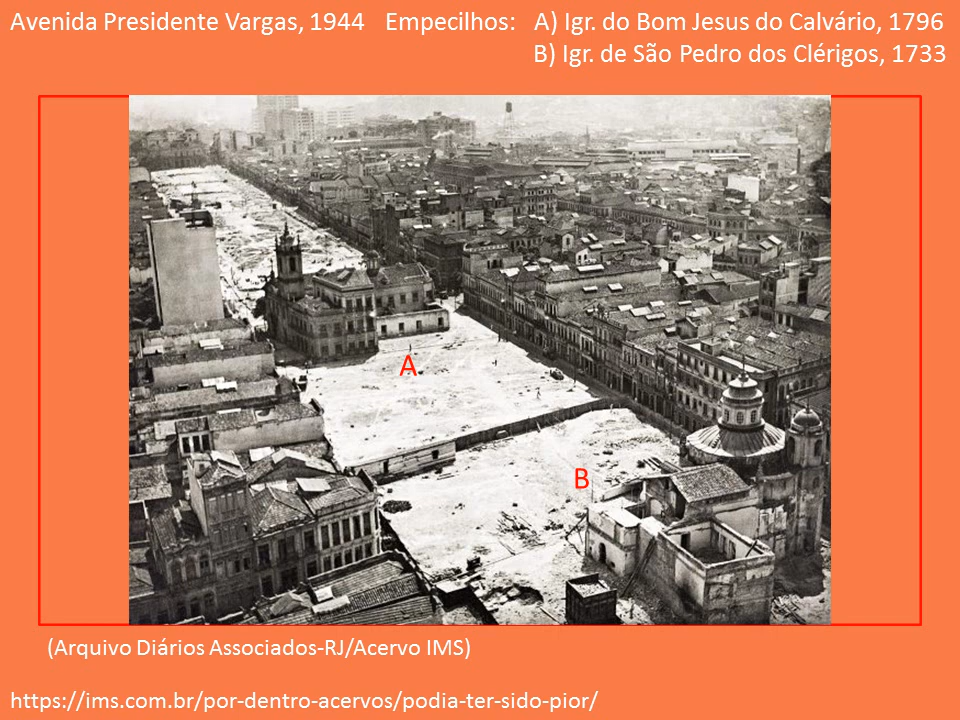 Avenida Presidente Vargas, 1944 Empecilhos: A) Igr. do Bom Jesus do Calvário, 1796
B) Igr. de São Pedro dos Clérigos, 1733
A
B
(Arquivo Diários Associados-RJ/Acervo IMS)
https://ims.com.br/por-dentro-acervos/podia-ter-sido-pior/